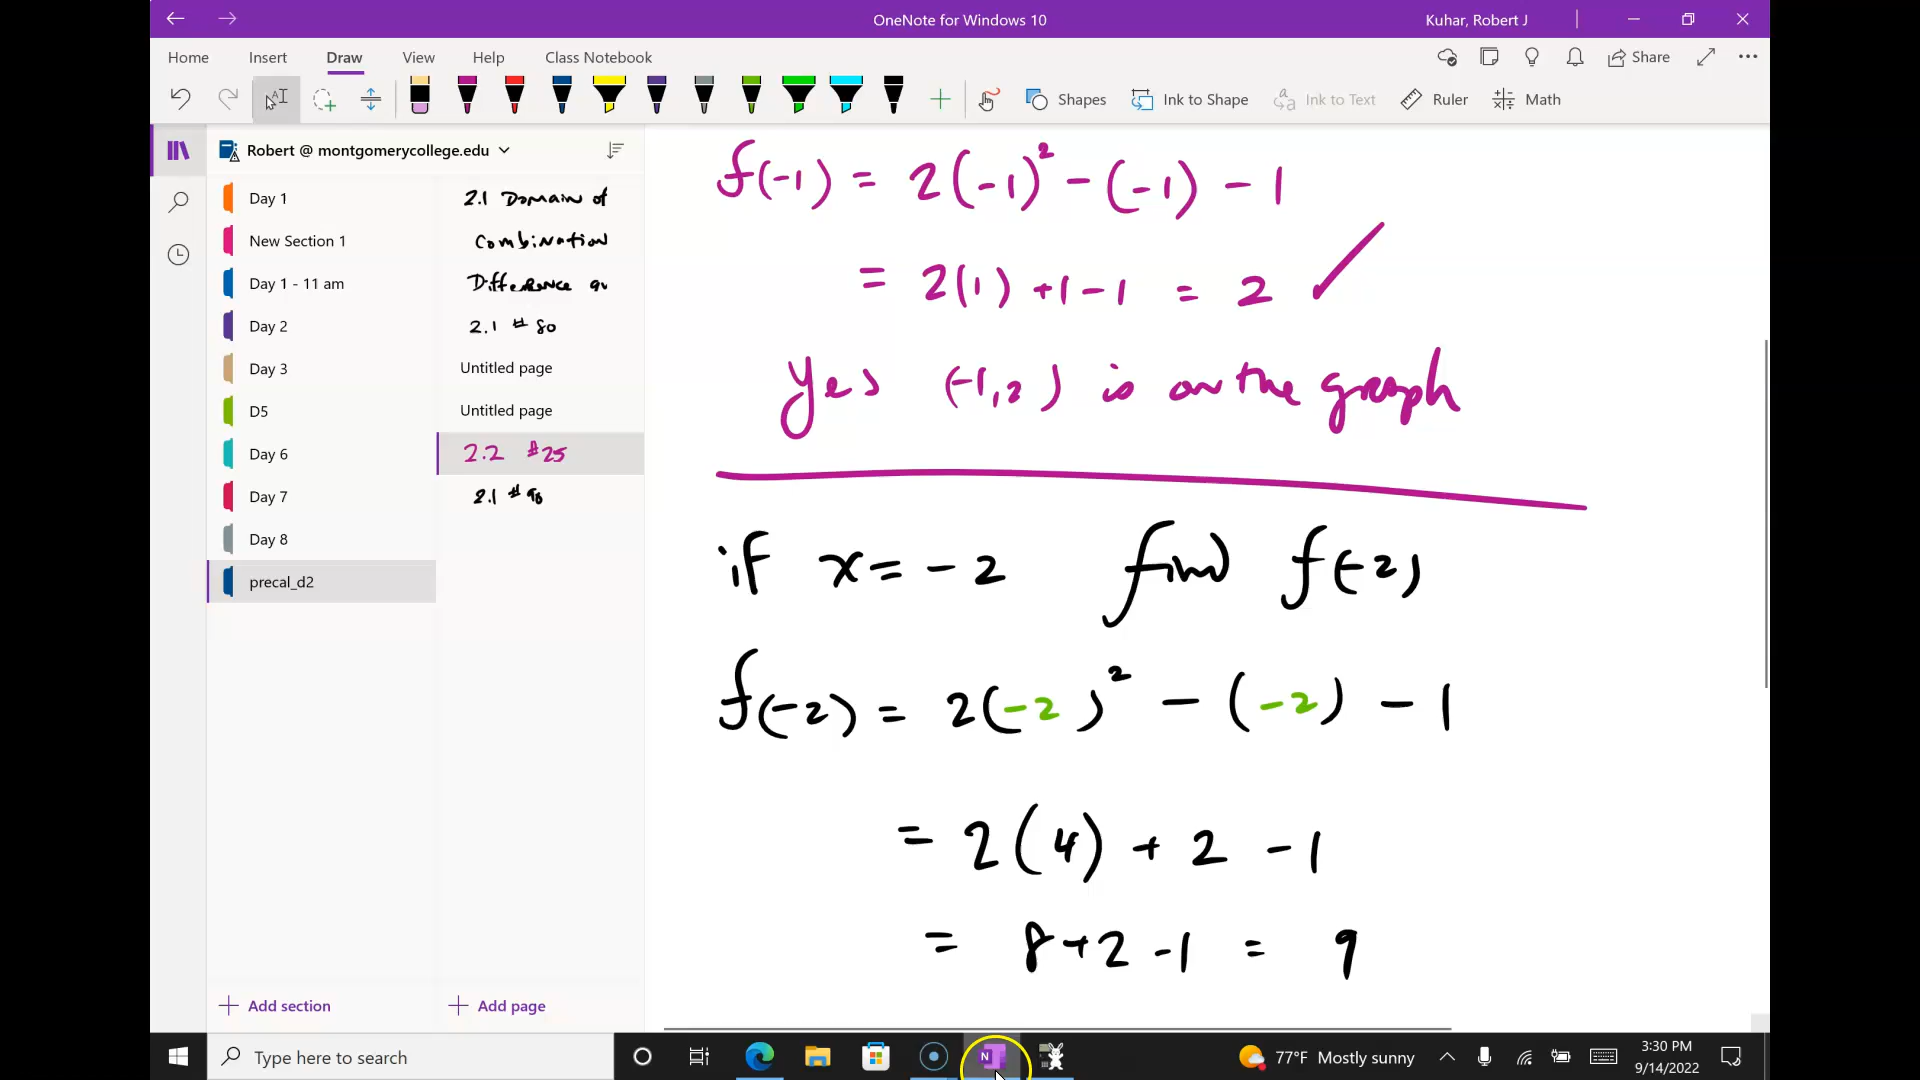 OneNote for Windows 10
Kuhar, Robert J
Home Insert Draw View Help Class Notebook
Share
Shapes Ink to Shape Ink to Text Ruler Math
Robert @ montgomerycollege.edu
Day 1
New Section 1
Day 1 - 11 am
Day 2
Day 3
D5
Day 6
Day 7
Day 8
precal_d2
Add section
2.1 Domain of
Combination
Difference qu
2.1 # 80
Untitled page
Untitled page
2.2 #25
2.1 # 90
Add page
f(-1) = 2(-1)² - (-1) - 1
= 2(1) +1-1 = 2 ✓
Yes (-1,2) is on the graph
if x = -2 find f(-2)
f(-2) = 2(-2)² - (-2) - 1
= 2(4) + 2 - 1
= 8+2-1 = 9
Type here to search
77°F Mostly sunny
3:30 PM
9/14/2022